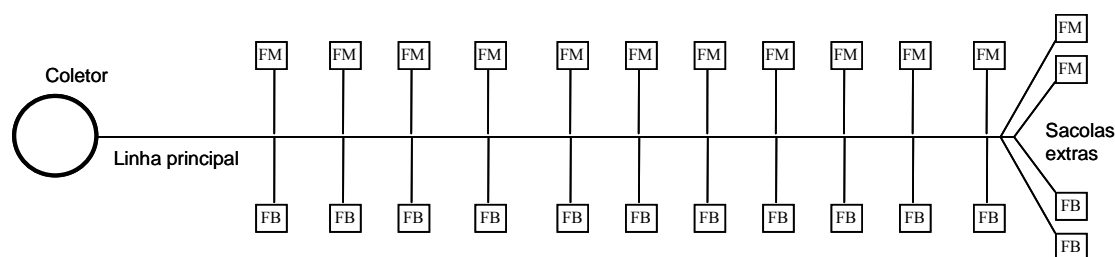 FM
FM FM FM FM FM FM FM FM FM FM FM
FM
Coletor
Sacolas
extras
Linha principal
FB
FB FB FB FB FB FB FB FB FB FB FB
FB